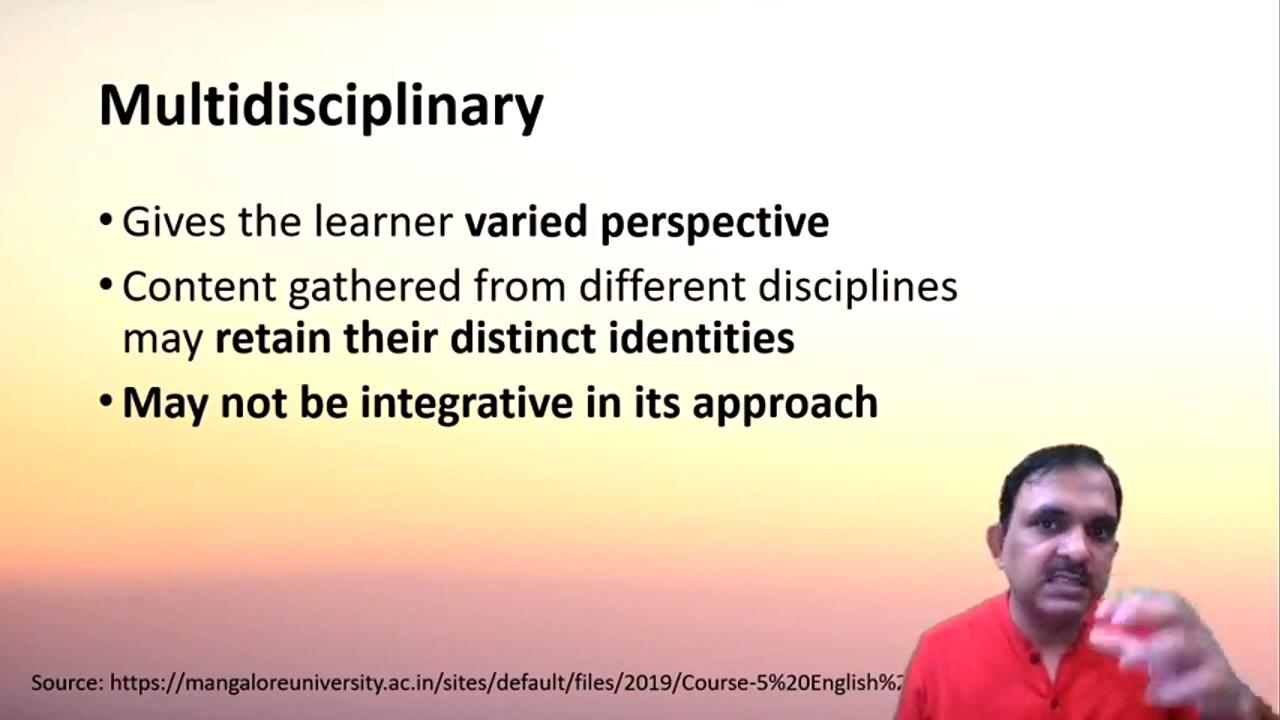 Multidisciplinary
• Gives the learner varied perspective
• Content gathered from different disciplines
may retain their distinct identities
• May not be integrative in its approach
Source: https://mangaloreuniversity.ac.in/sites/default/files/2019/Course-5%20English%2